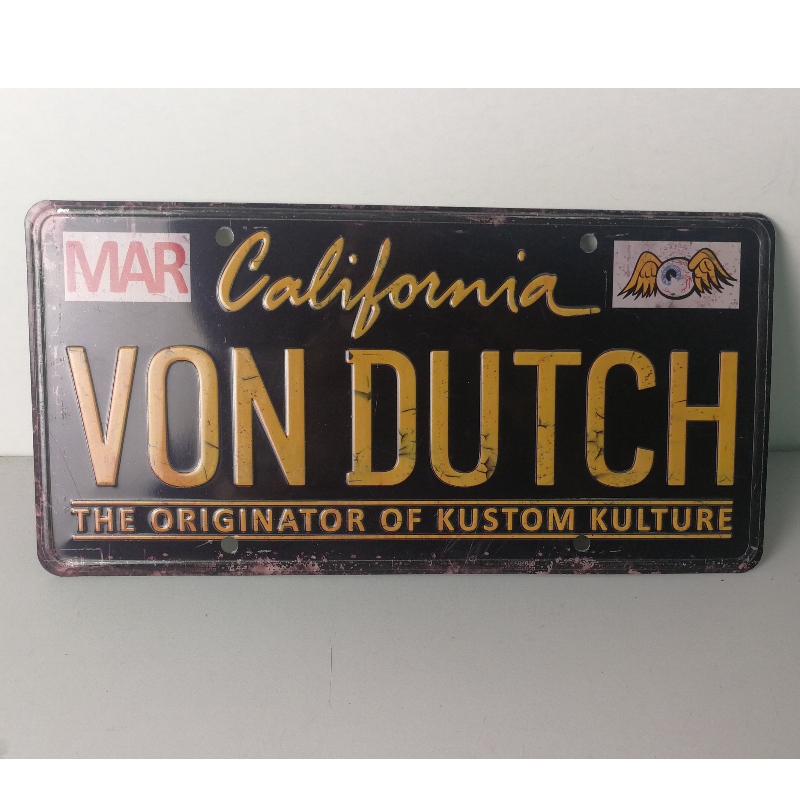 MAR
California
VON DUTCH
THE ORIGINATOR OF KUSTOM KULTURE